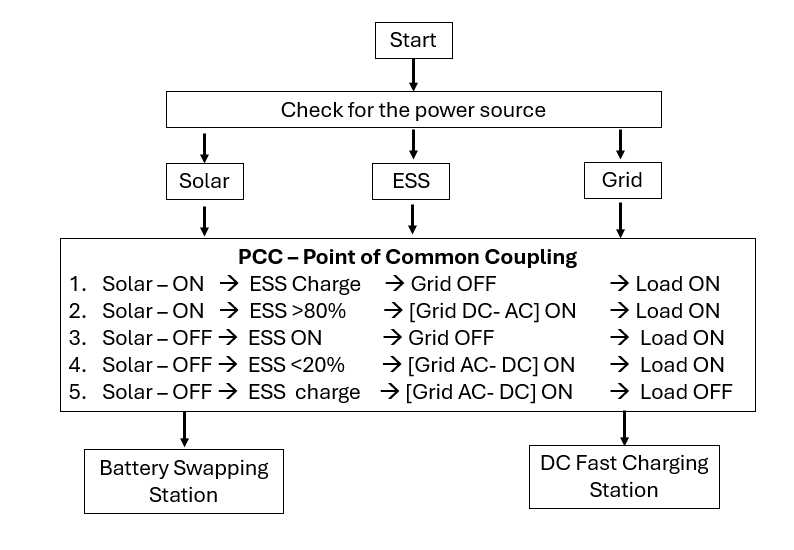 Start
Check for the power source
Solar
ESS
Grid
PCC – Point of Common Coupling
1. Solar – ON → ESS Charge → Grid OFF → Load ON
2. Solar – ON → ESS >80% → [Grid DC- AC] ON → Load ON
3. Solar – OFF → ESS ON → Grid OFF → Load ON
4. Solar – OFF → ESS <20% → [Grid AC- DC] ON → Load ON
5. Solar – OFF → ESS charge → [Grid AC- DC] ON → Load OFF
Battery Swapping
Station
DC Fast Charging
Station